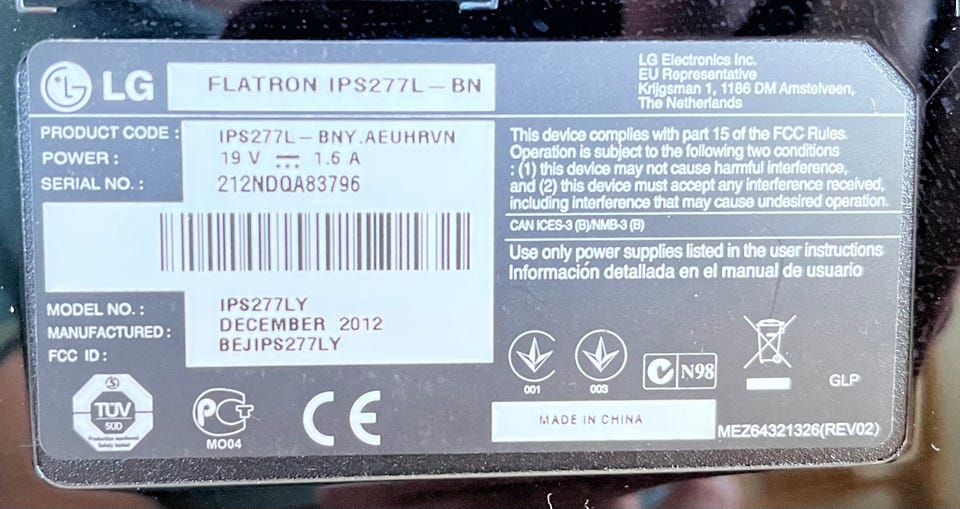 LG
FLATRON IPS277L-BN
LG Electronics Inc.
EU Representative
Krijgsman 1, 1186 DM Amstelveen,
The Netherlands
PRODUCT CODE : IPS277L-BNY.AEUHRVN
POWER : 19 V ⎓ 1.6 A
SERIAL NO. : 212NDQA83796
MODEL NO. : IPS277LY
MANUFACTURED : DECEMBER 2012
FCC ID : BEJIPS277LY
This device complies with part 15 of the FCC Rules.
Operation is subject to the following two conditions
: (1) this device may not cause harmful interference,
and (2) this device must accept any interference received,
including interference that may cause undesired operation.
CAN ICES-3 (B)/NMB-3 (B)
Use only power supplies listed in the user instructions
Información detallada en el manual de usuario
001
003
N98
GLP
TÜV
SÜD
Production monitored
Safety tested
PCT
MO04
CE
MADE IN CHINA
MEZ64321326(REV02)